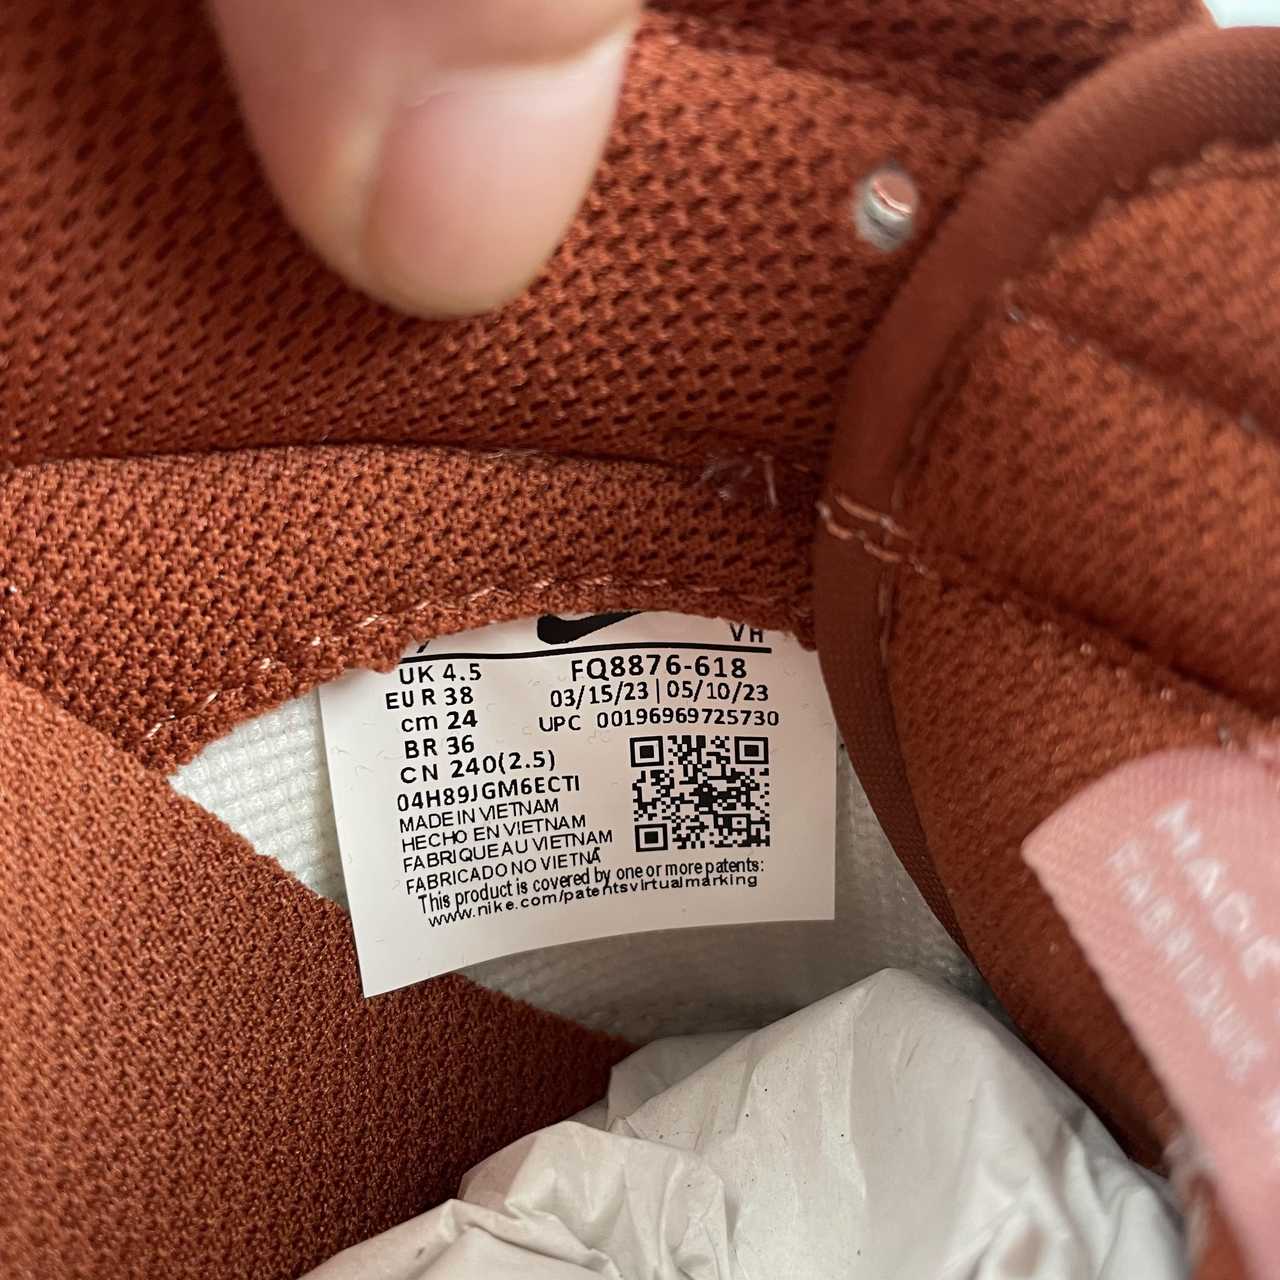 VH
UK 4.5
EUR 38
cm 24
BR 36
CN 240(2.5)
FQ8876-618
03/15/23 | 05/10/23
UPC 00196969725730
04H89JGM6ECTI
MADE IN VIETNAM
HECHO EN VIETNAM
FABRIQUE AU VIETNAM
FABRICADO NO VIETNÃ
This product is covered by one or more patents:
www.nike.com/patentsvirtualmarking
MADE
FABRIQUE